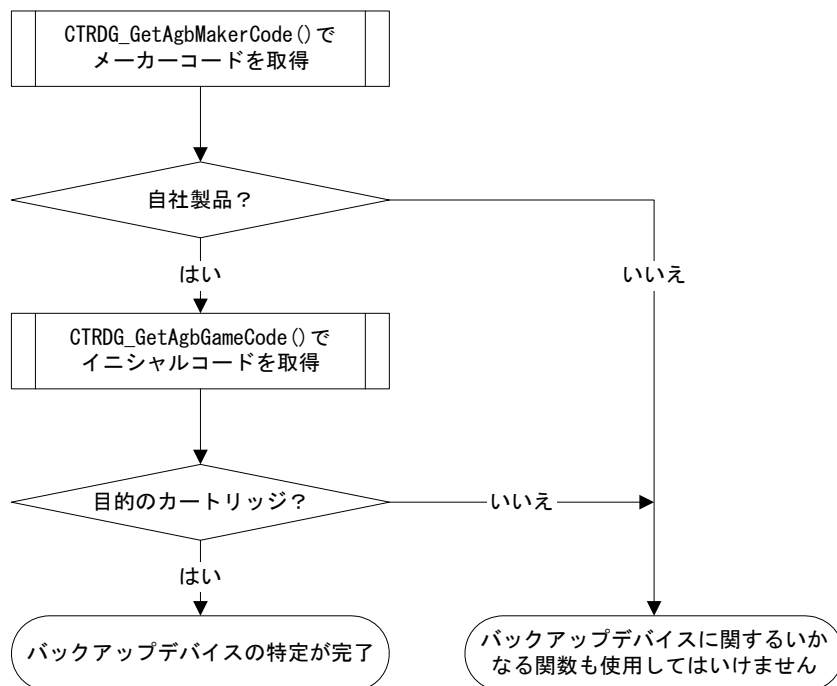 CTRDG_GetAgbMakerCode()で
メーカーコードを取得
自社製品？
はい
いいえ
CTRDG_GetAgbGameCode()で
イニシャルコードを取得
目的のカートリッジ？
いいえ
はい
バックアップデバイスの特定が完了
バックアップデバイスに関するいか
なる関数も使用してはいけません